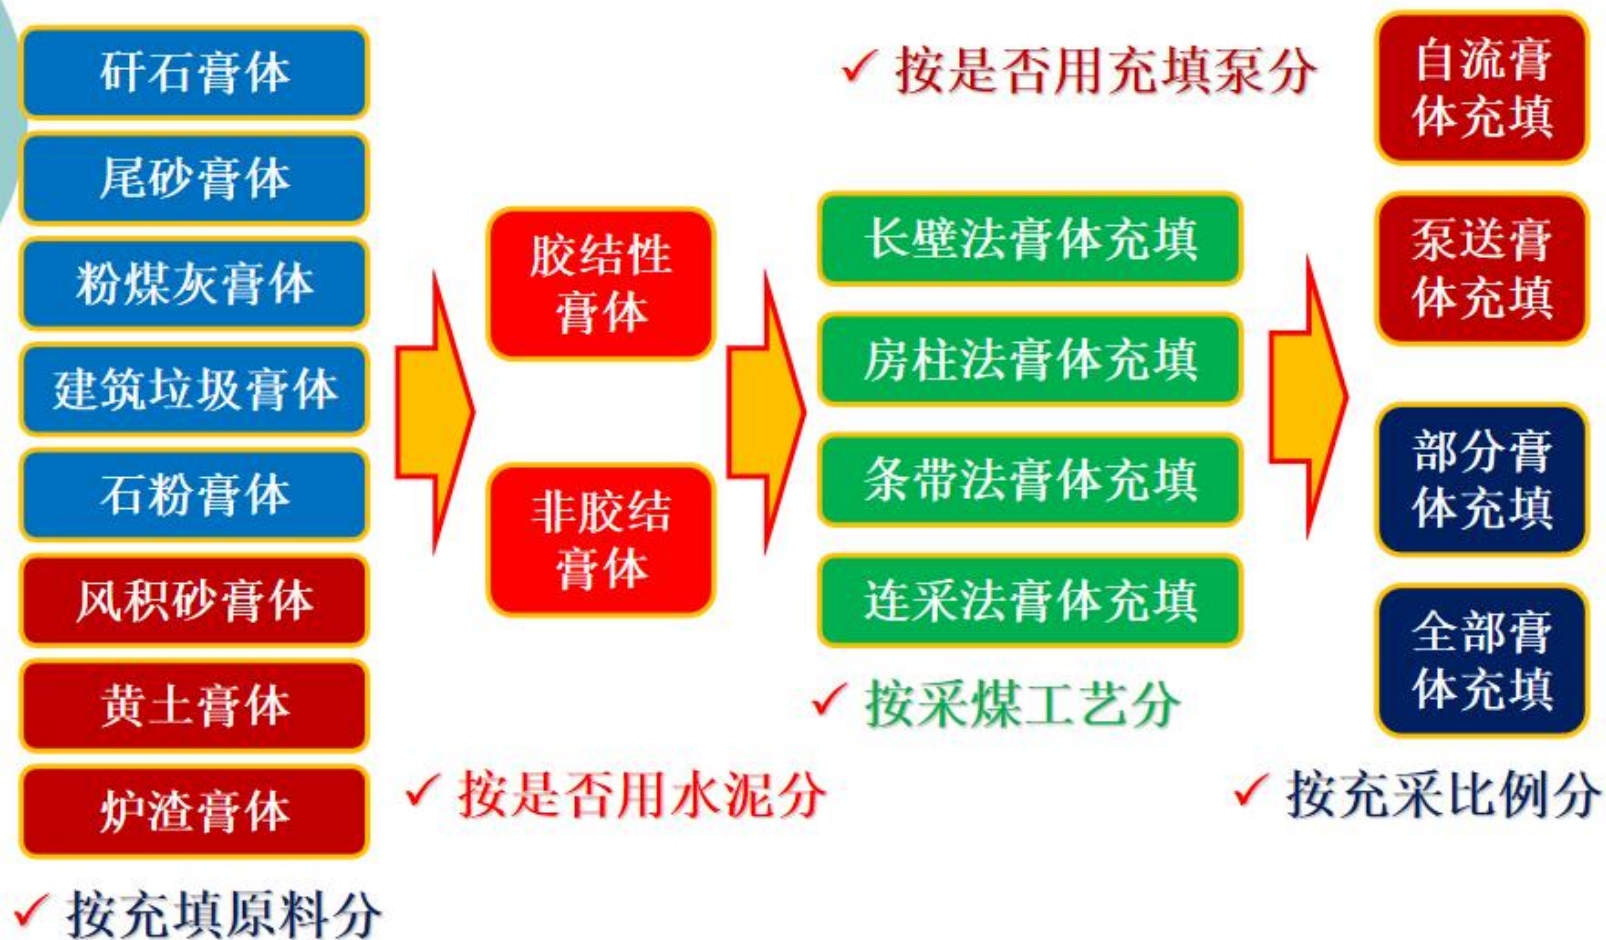 矸石膏体
尾砂膏体
粉煤灰膏体
建筑垃圾膏体
石粉膏体
风积砂膏体
黄土膏体
炉渣膏体
✓ 按充填原料分
胶结性
膏体
非胶结
膏体
✓ 按是否用水泥分
长壁法膏体充填
房柱法膏体充填
条带法膏体充填
连采法膏体充填
✓ 按采煤工艺分
✓ 按是否用充填泵分
自流膏
体充填
泵送膏
体充填
部分膏
体充填
全部膏
体充填
✓ 按充采比例分